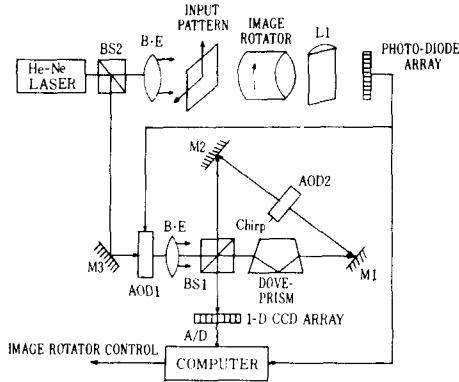 INPUT
PATTERN
IMAGE
ROTATOR
L1
PHOTO-DIODE
ARRAY
BS2
B·E
He-Ne
LASER
M2
AOD2
B·E
Chirp
M3
AOD1
BS1
DOVE-
PRISM
M1
1-D CCD ARRAY
A/D
IMAGE ROTATOR CONTROL
COMPUTER